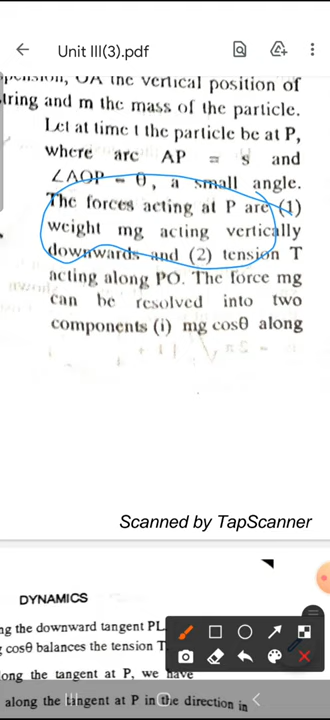 Unit III(3).pdf
OA the vertical position of
tring and m the mass of the particle.
Let at time t the particle be at P,
where arc AP = s and
∠AOP = θ, a small angle.
The forces acting at P are (1)
weight mg acting vertically
downwards and (2) tension T
acting along PO. The force mg
can be resolved into two
components (i) mg cosθ along
Scanned by TapScanner
DYNAMICS
ng the downward tangent PL
cosθ balances the tension T
ong the tangent at P, we have
along the tangent at P in the direction in